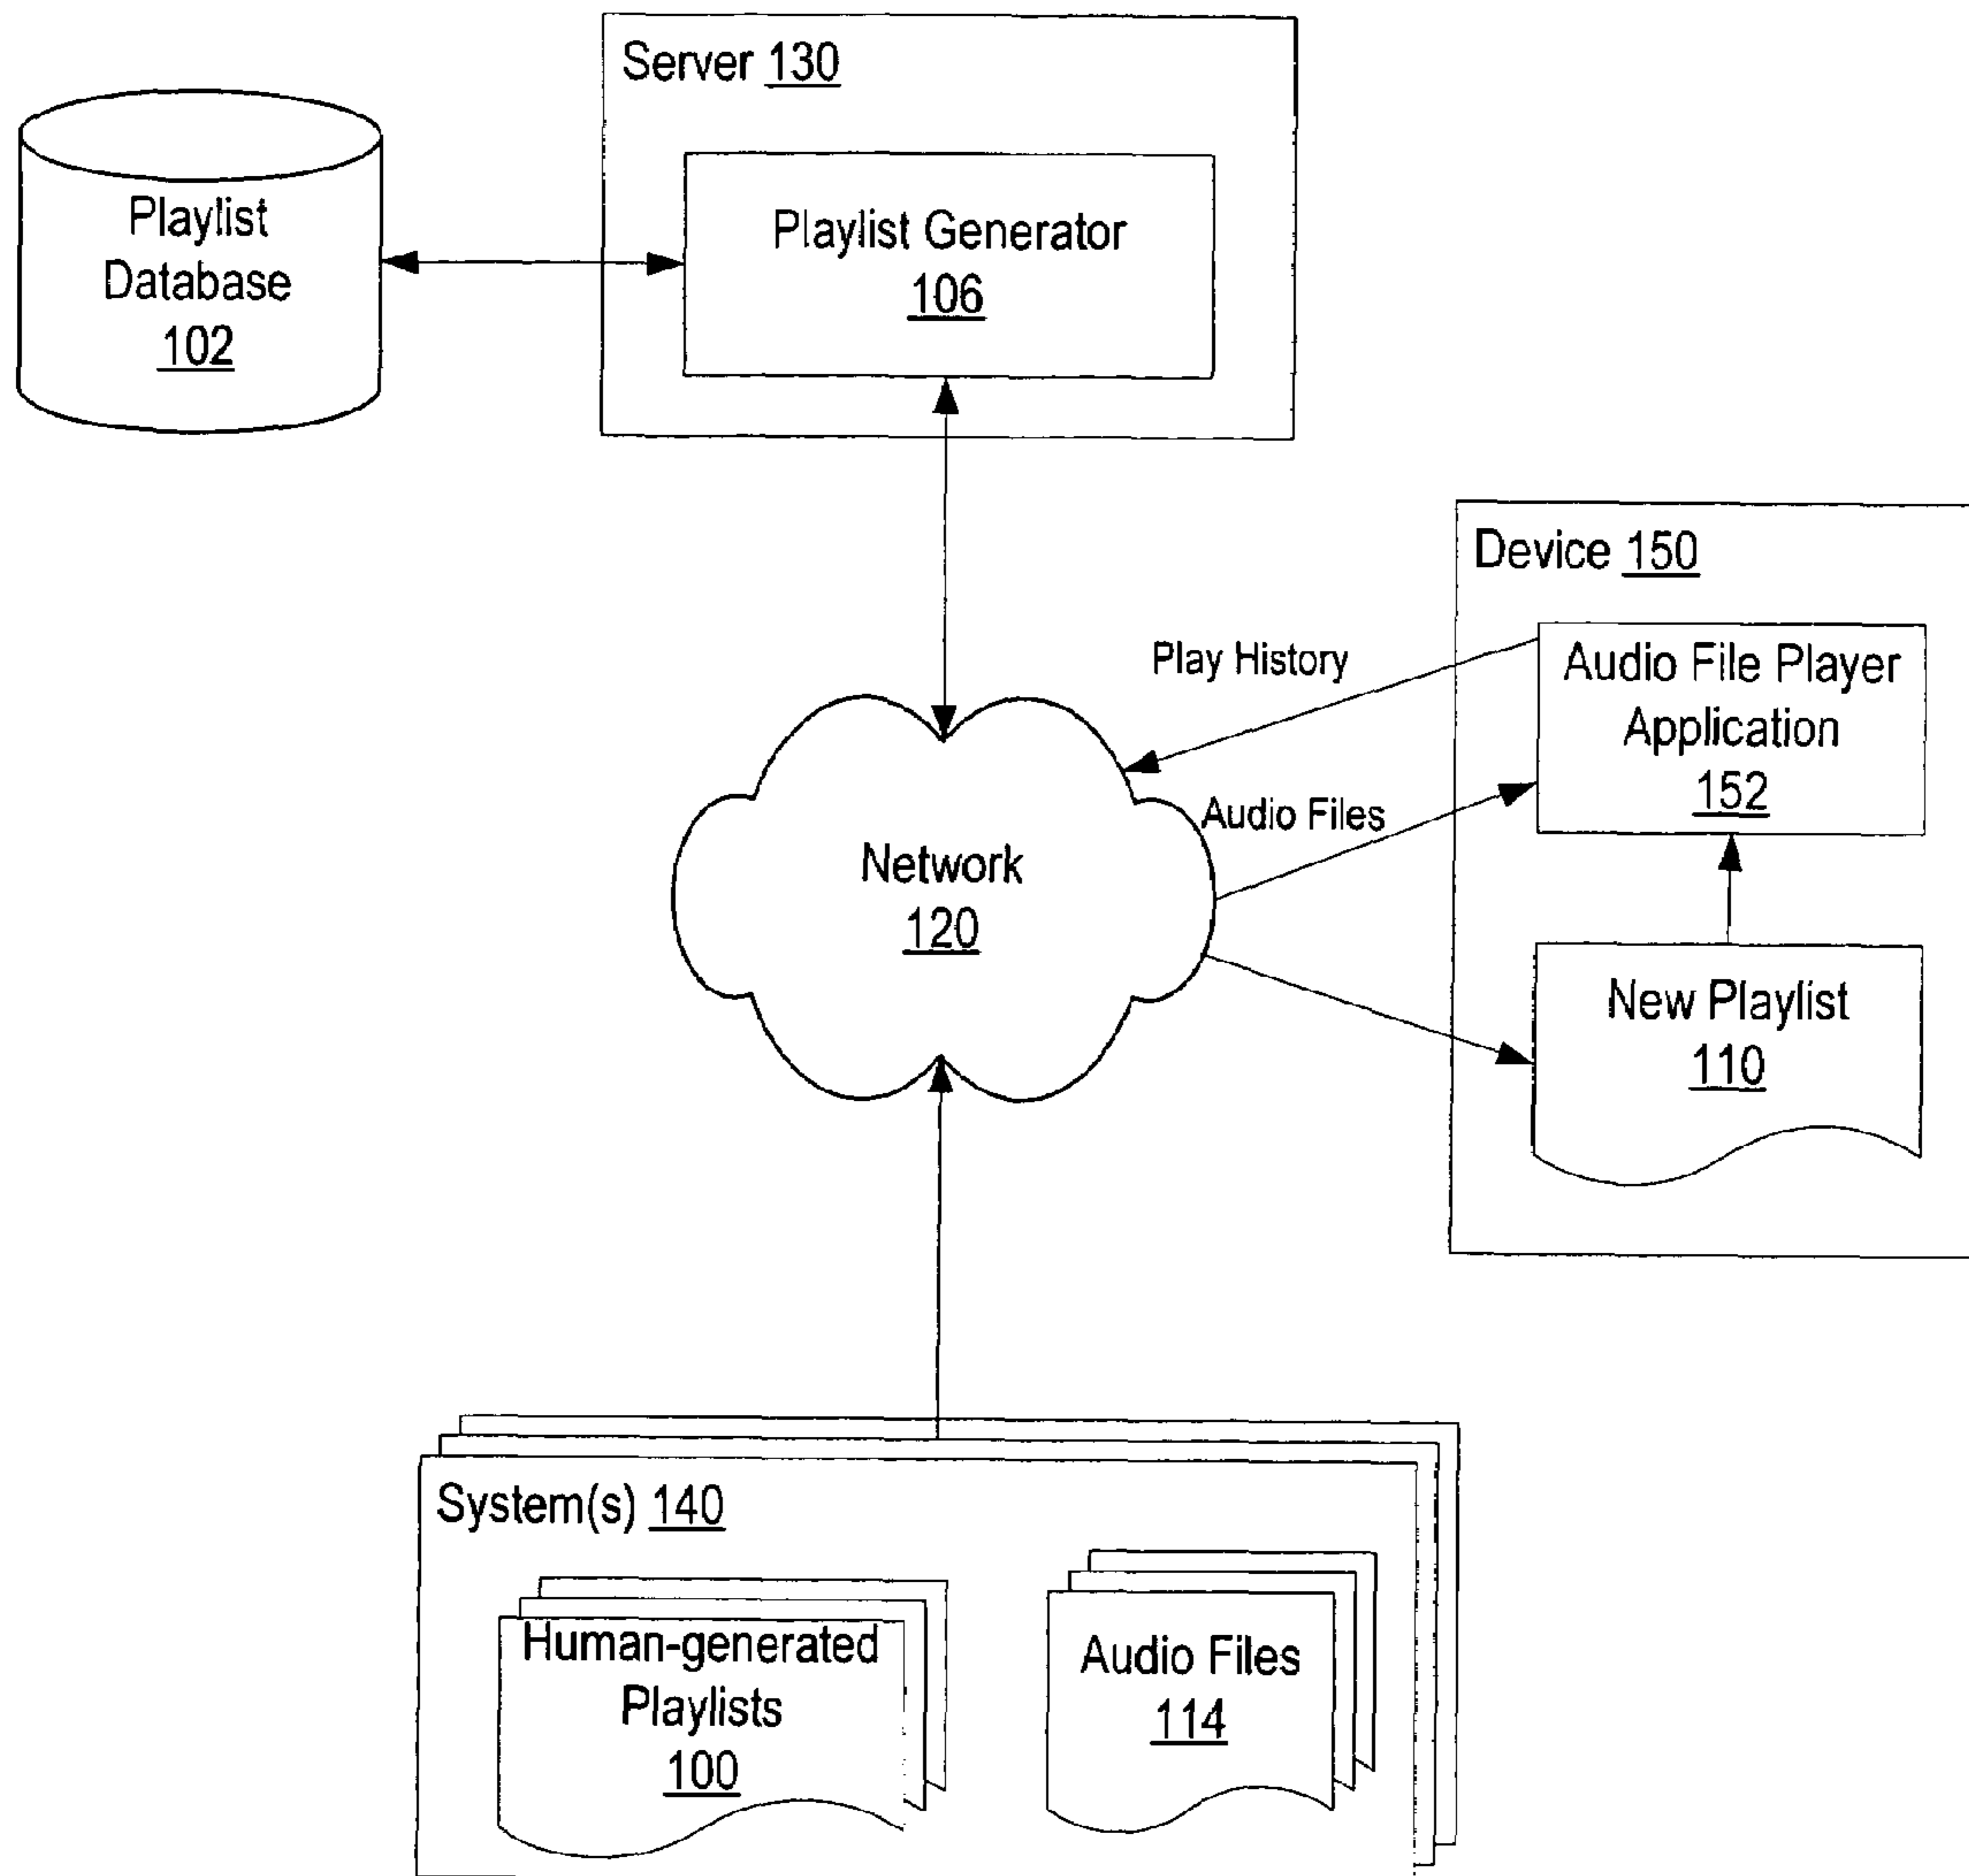 Server 130
Playlist
Database
102
Playlist Generator
106
Device 150
Play History
Audio File Player
Application
152
Audio Files
Network
120
New Playlist
110
System(s) 140
Human-generated
Playlists
100
Audio Files
114